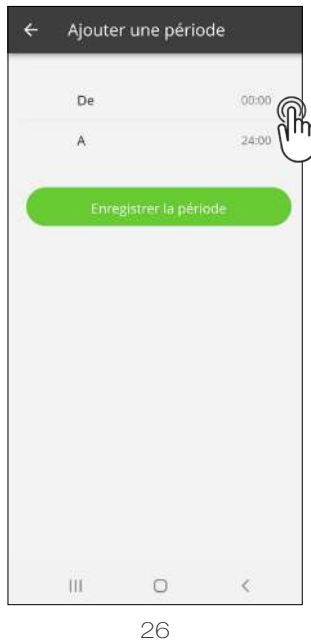 Ajouter une période
De 00:00
A 24:00
Enregistrer la période
26